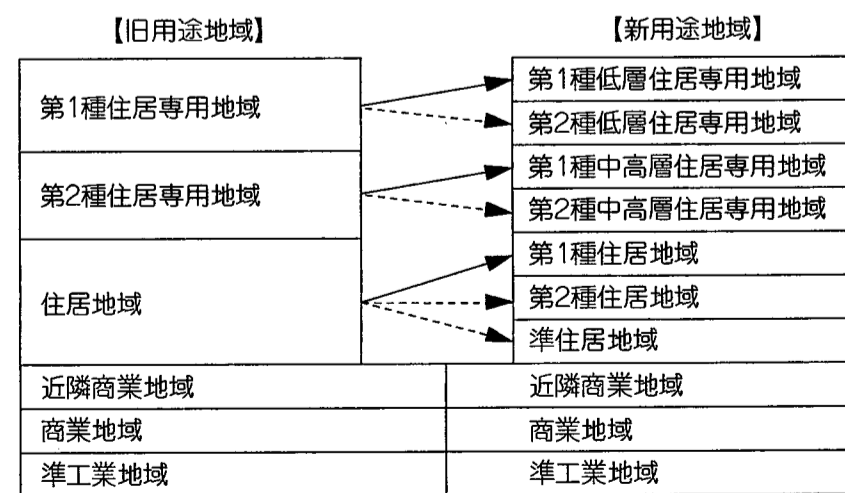 【旧用途地域】
【新用途地域】
第1種住居専用地域
第1種低層住居専用地域
第2種低層住居専用地域
第2種住居専用地域
第1種中高層住居専用地域
第2種中高層住居専用地域
住居地域
第1種住居地域
第2種住居地域
準住居地域
近隣商業地域
近隣商業地域
商業地域
商業地域
準工業地域
準工業地域